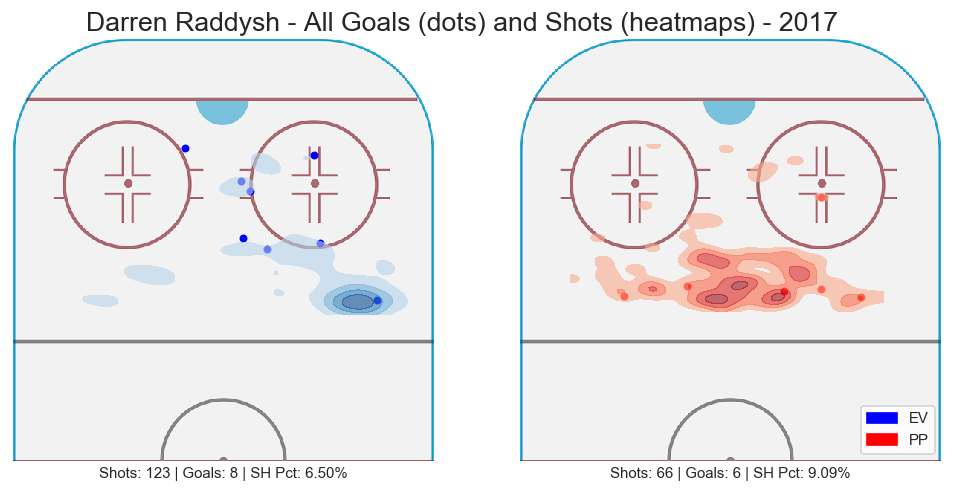 Darren Raddysh - All Goals (dots) and Shots (heatmaps) - 2017
EV
PP
Shots: 123 | Goals: 8 | SH Pct: 6.50%
Shots: 66 | Goals: 6 | SH Pct: 9.09%